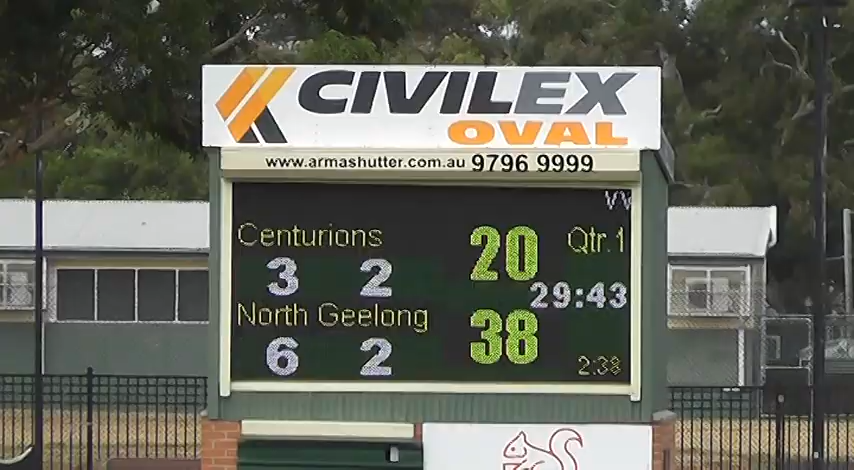 CIVILEX
OVAL
www.armashutter.com.au 9796 9999
Centurions 20 Qtr.1
3 2
29:43
North Geelong 38
6 2
2:38